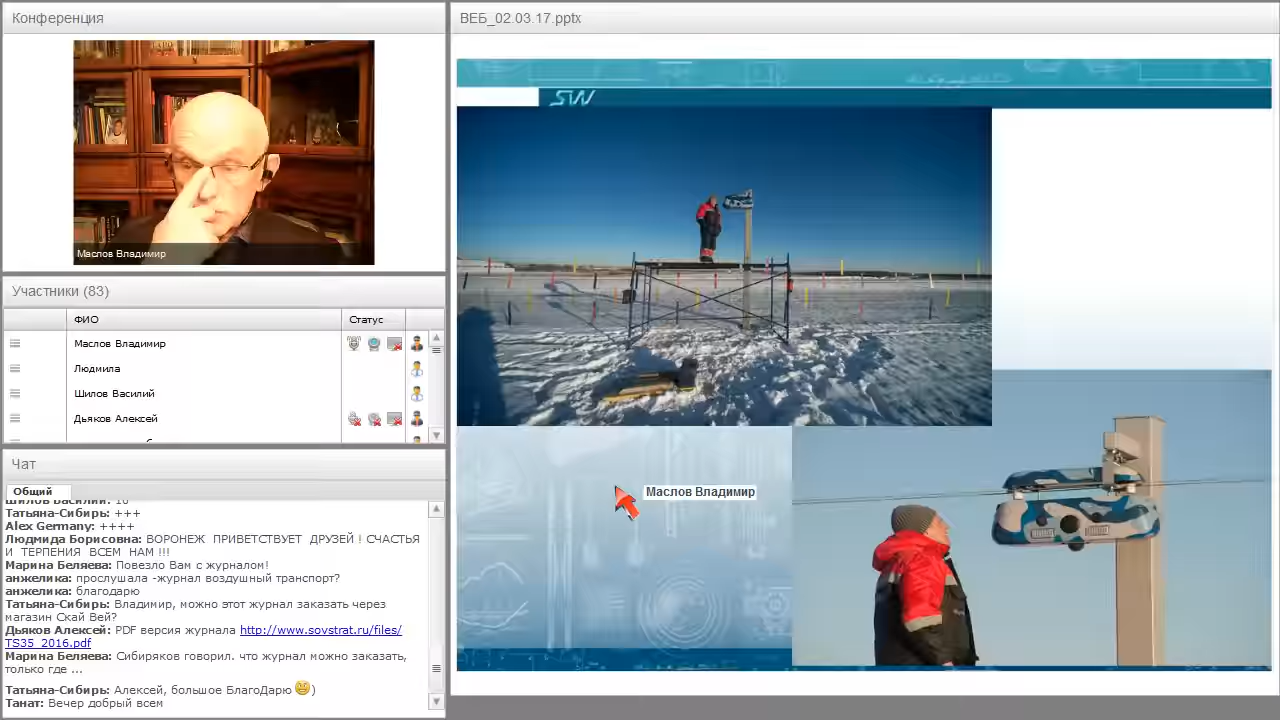 Конференция
Маслов Владимир
Участники (83)
ФИО
Статус
Маслов Владимир
Людмила
Шилов Василий
Дьяков Алексей
Чат
Общий
Шилов Василий: 10
Татьяна-Сибирь: +++
Alex Germany: ++++
Людмида Борисовна: ВОРОНЕЖ ПРИВЕТСТВУЕТ ДРУЗЕЙ ! СЧАСТЬЯ
И ТЕРПЕНИЯ ВСЕМ НАМ !!!
Марина Беляева: Повезло Вам с журналом!
анжелика: прослушала -журнал воздушный транспорт?
анжелика: благодарю
Татьяна-Сибирь: Владимир, можно этот журнал заказать через
магазин Скай Вей?
Дьяков Алексей: PDF версия журнала http://www.sovstrat.ru/files/
TS35_2016.pdf
Марина Беляева: Сибиряков говорил. что журнал можно заказать,
только где ...
Татьяна-Сибирь: Алексей, большое БлагоДарю )
Танат: Вечер добрый всем
ВЕБ_02.03.17.pptx
SW
Маслов Владимир